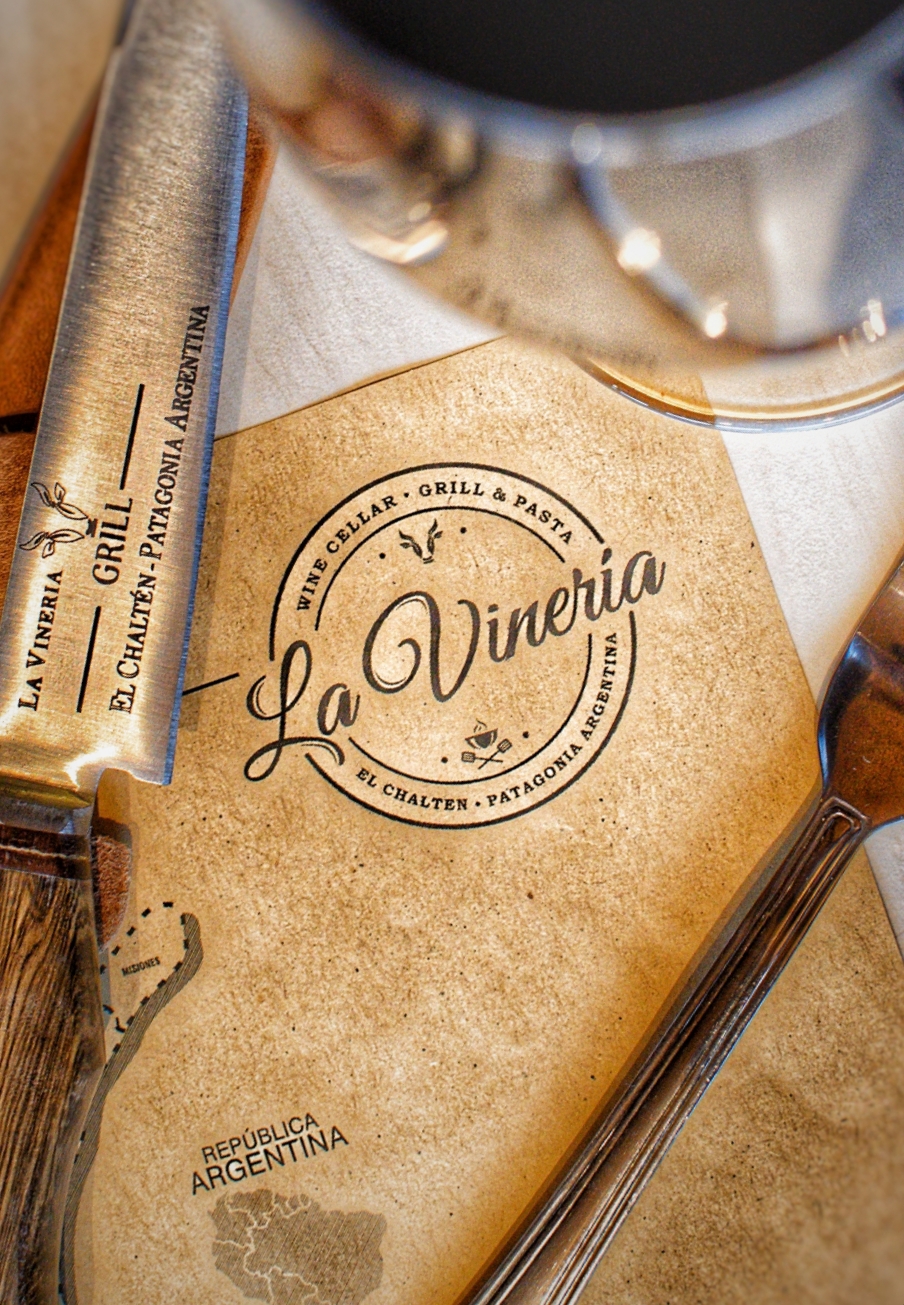 LA VINERIA
GRILL
EL CHALTÉN - PATAGONIA ARGENTINA
WINE CELLAR • GRILL & PASTA
La Vinería
EL CHALTEN • PATAGONIA ARGENTINA
MISIONES
REPÚBLICA
ARGENTINA